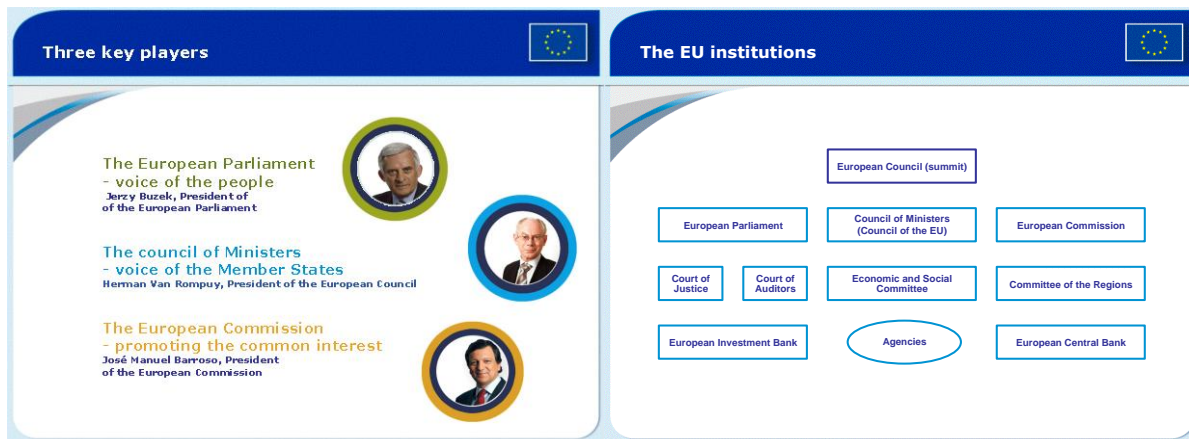 Three key players
The European Parliament
- voice of the people
Jerzy Buzek, President of
of the European Parliament
The council of Ministers
- voice of the Member States
Herman Van Rompuy, President of the European Council
The European Commission
- promoting the common interest
José Manuel Barroso, President
of the European Commission
The EU institutions
European Council (summit)
European Parliament
Council of Ministers
(Council of the EU)
European Commission
Court of
Justice
Court of
Auditors
Economic and Social
Committee
Committee of the Regions
European Investment Bank
Agencies
European Central Bank